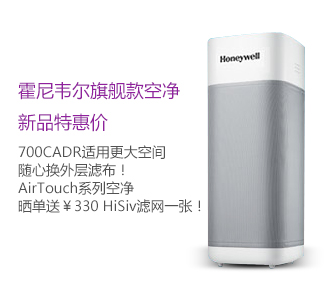 Honeywell
霍尼韦尔旗舰款空净
新品特惠价
700CADR适用更大空间
随心换外层滤布！
AirTouch系列空净
晒单送￥330 HiSiv滤网一张！